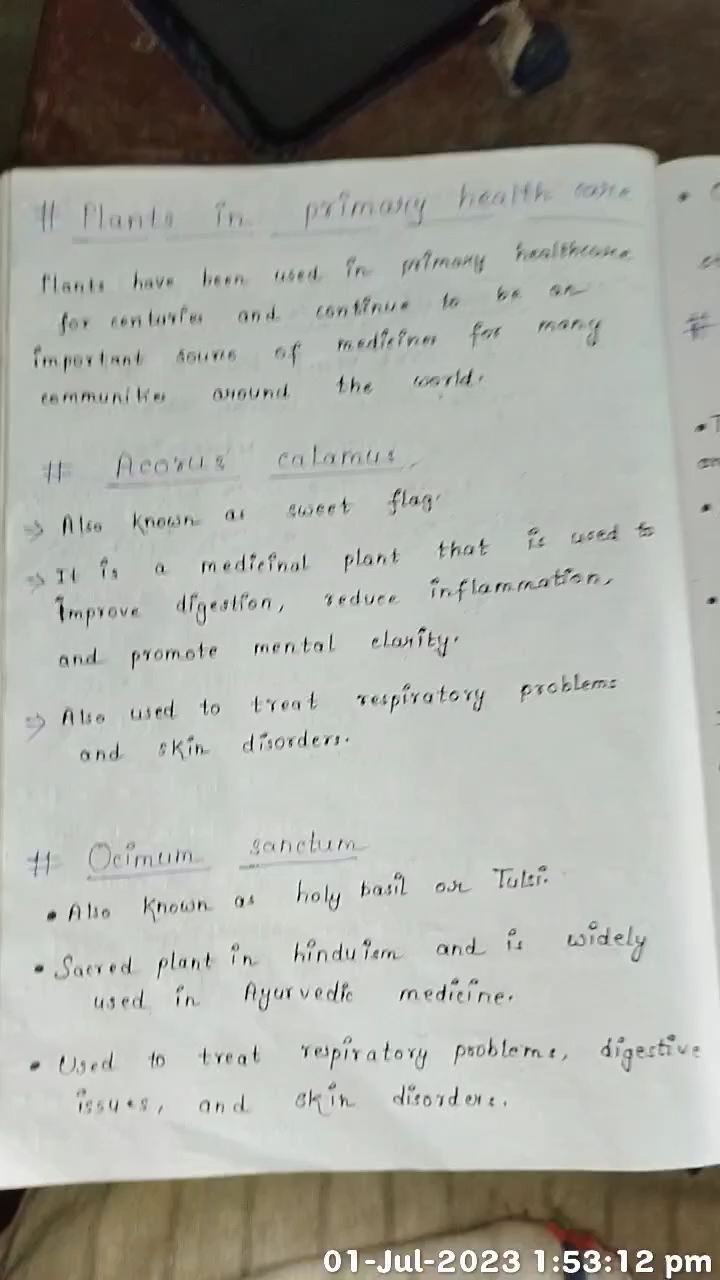 # Plants in primary health care
Plants have been used in primary healthcare
for centuries and continue to be an
important source of medicines for many
communities around the world.
# Acorus calamus
⇒ Also known as sweet flag.
⇒ It is a medicinal plant that is used to
improve digestion, reduce inflammation,
and promote mental clarity.
⇒ Also used to treat respiratory problems
and skin disorders.
# Ocimum sanctum
• Also known as holy basil or Tulsi.
• Sacred plant in hinduism and is widely
used in Ayurvedic medicine.
• Used to treat respiratory problems, digestive
issues, and skin disorders.
01-Jul-2023 1:53:12 pm